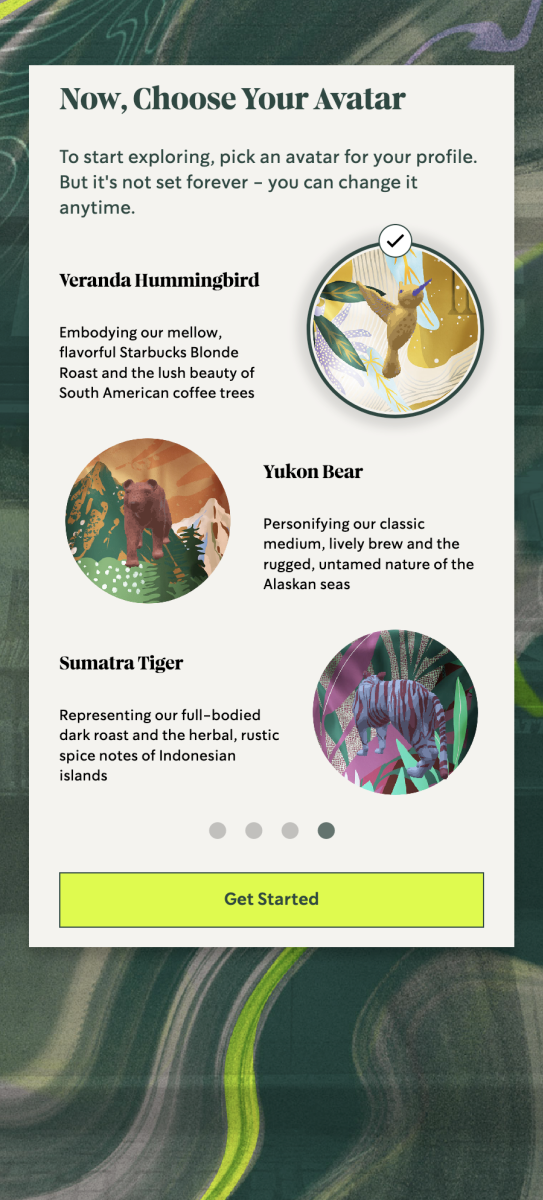 Now, Choose Your Avatar
To start exploring, pick an avatar for your profile.
But it's not set forever – you can change it
anytime.
Veranda Hummingbird
Embodying our mellow,
flavorful Starbucks Blonde
Roast and the lush beauty of
South American coffee trees
Yukon Bear
Personifying our classic
medium, lively brew and the
rugged, untamed nature of the
Alaskan seas
Sumatra Tiger
Representing our full-bodied
dark roast and the herbal, rustic
spice notes of Indonesian
islands
Get Started